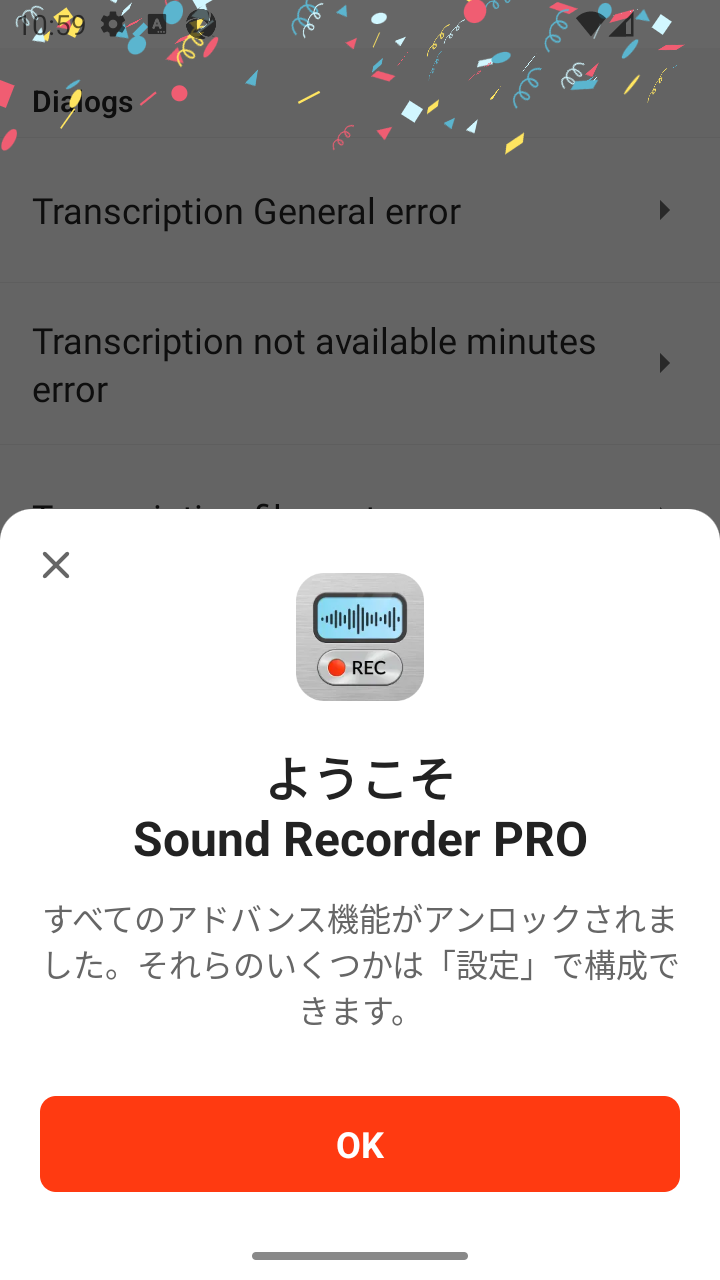 10:59
Dialogs
Transcription General error
Transcription not available minutes
error
REC
ようこそ
Sound Recorder PRO
すべてのアドバンス機能がアンロックされま
した。それらのいくつかは「設定」で構成で
きます。
OK